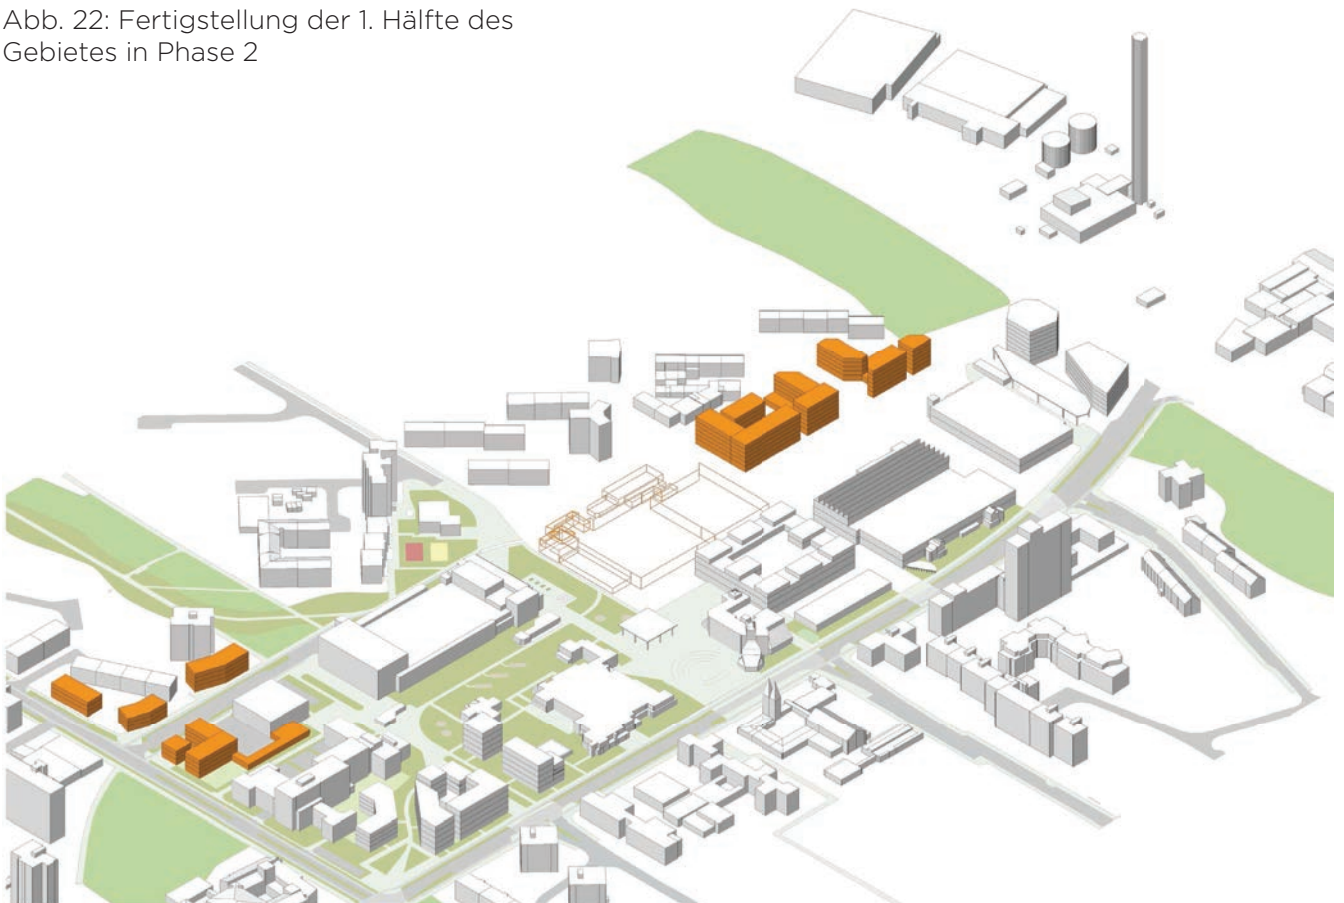 Abb. 22: Fertigstellung der 1. Hälfte des
Gebietes in Phase 2